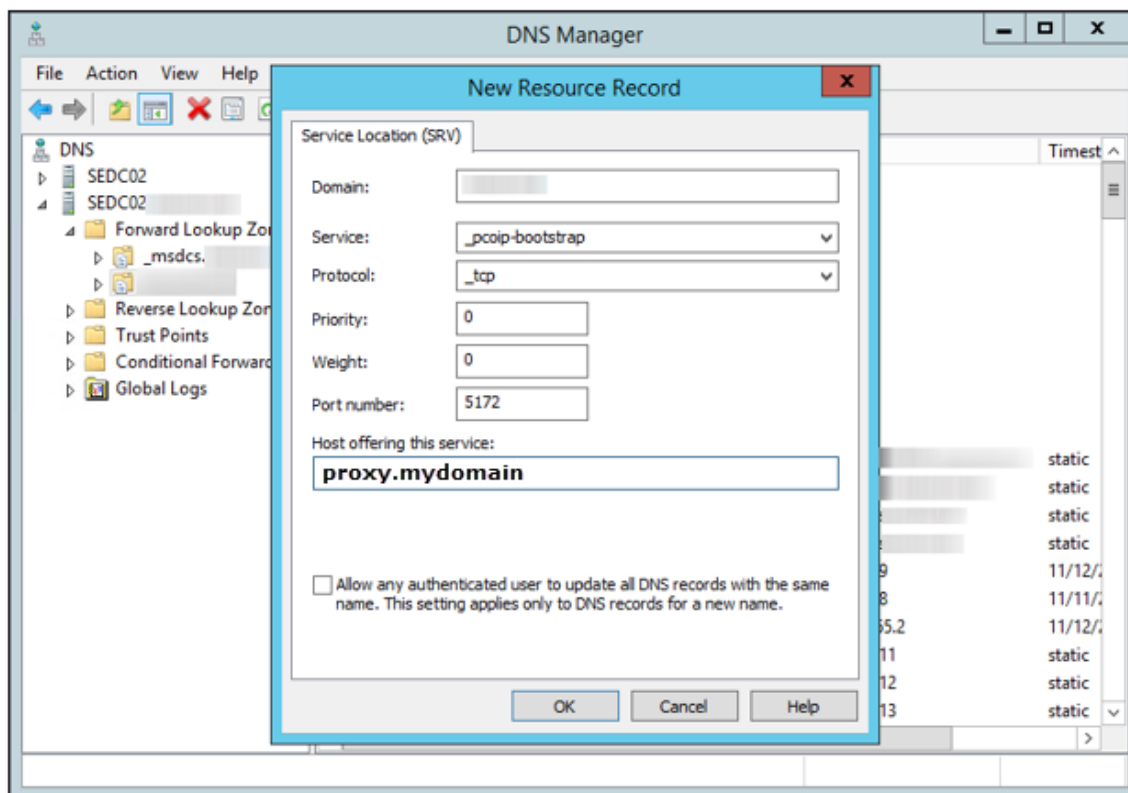 DNS Manager
File Action View Help
New Resource Record
Service Location (SRV)
DNS
SEDC02
SEDC02
Forward Lookup Zor
_msdcs.
Reverse Lookup Zor
Trust Points
Conditional Forward
Global Logs
Domain:
Service: _pcoip-bootstrap
Protocol: _tcp
Priority: 0
Weight: 0
Port number: 5172
Host offering this service:
proxy.mydomain
Allow any authenticated user to update all DNS records with the same
name. This setting applies only to DNS records for a new name.
OK Cancel Help
Timest
static
static
static
static
9 11/12/2
8 11/11/2
55.2 11/12/2
11 static
12 static
13 static